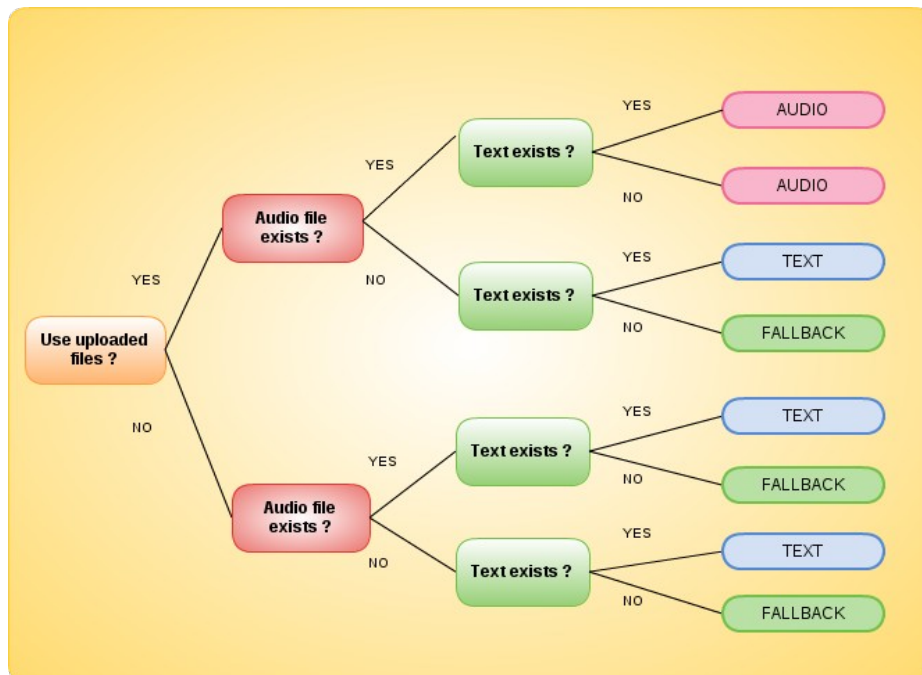 YES
AUDIO
Text exists ?
YES
NO
AUDIO
Audio file
exists ?
YES
TEXT
NO
Text exists ?
YES
NO
FALLBACK
Use uploaded
files ?
YES
TEXT
NO
Text exists ?
YES
NO
FALLBACK
Audio file
exists ?
YES
TEXT
NO
Text exists ?
NO
FALLBACK